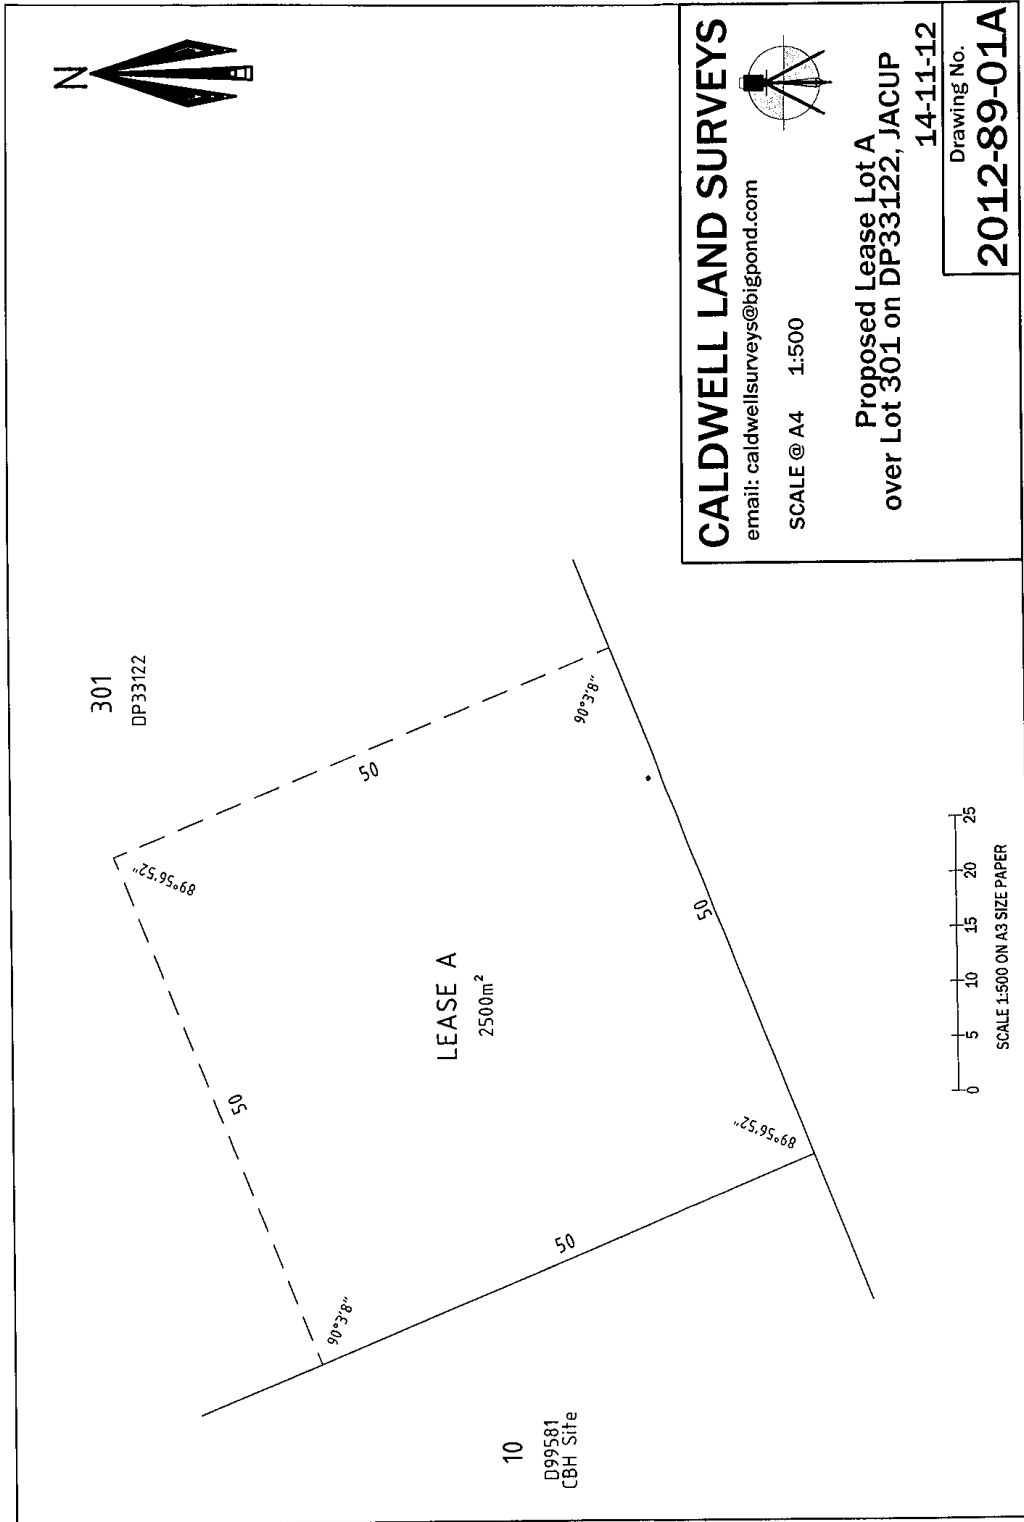 N
301
DP33122
89°56'52"
50
50
90°3'8"
LEASE A
2500m²
90°3'8"
50
50
89°56'52"
10
D99581
CBH Site
0 5 10 15 20 25
SCALE 1:500 ON A3 SIZE PAPER
CALDWELL LAND SURVEYS
email: caldwellsurveys@bigpond.com
SCALE @ A4 1:500
Proposed Lease Lot A
over Lot 301 on DP33122, JACUP
14-11-12
Drawing No.
2012-89-01A